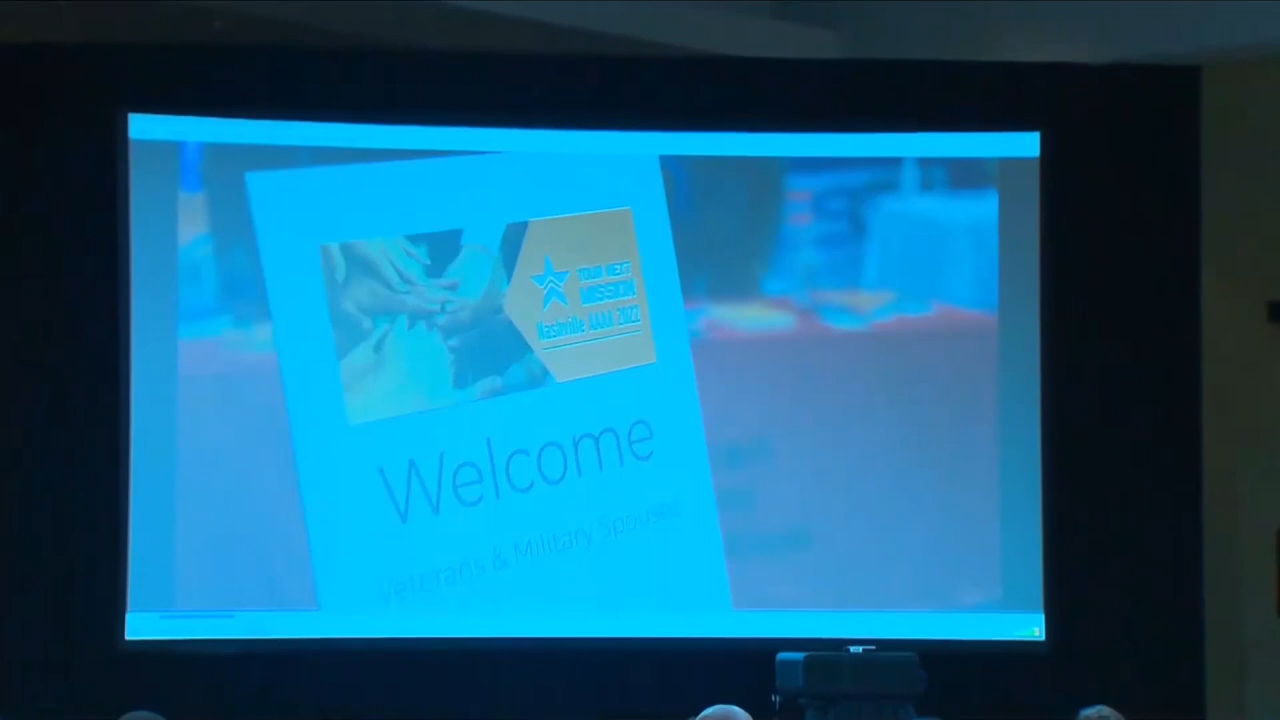 YOUR NEXT
MISSION
Nashville AAAA 2022
Welcome
Veterans & Military Spouses